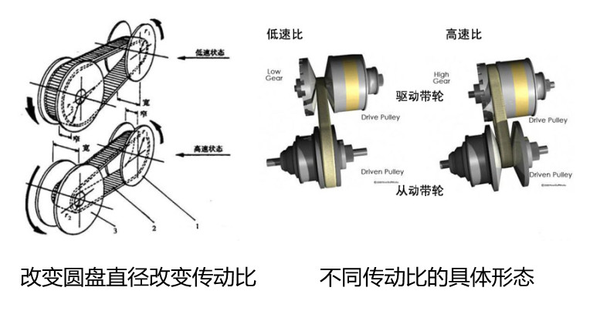 低速状态
宽
窄
窄
宽
高速状态
r₂
3
2
1
低速比
高速比
Low
Gear
High
Gear
驱动带轮
Drive Pulley
Drive Pulley
Driven Pulley
Driven Pulley
从动带轮
改变圆盘直径改变传动比
不同传动比的具体形态